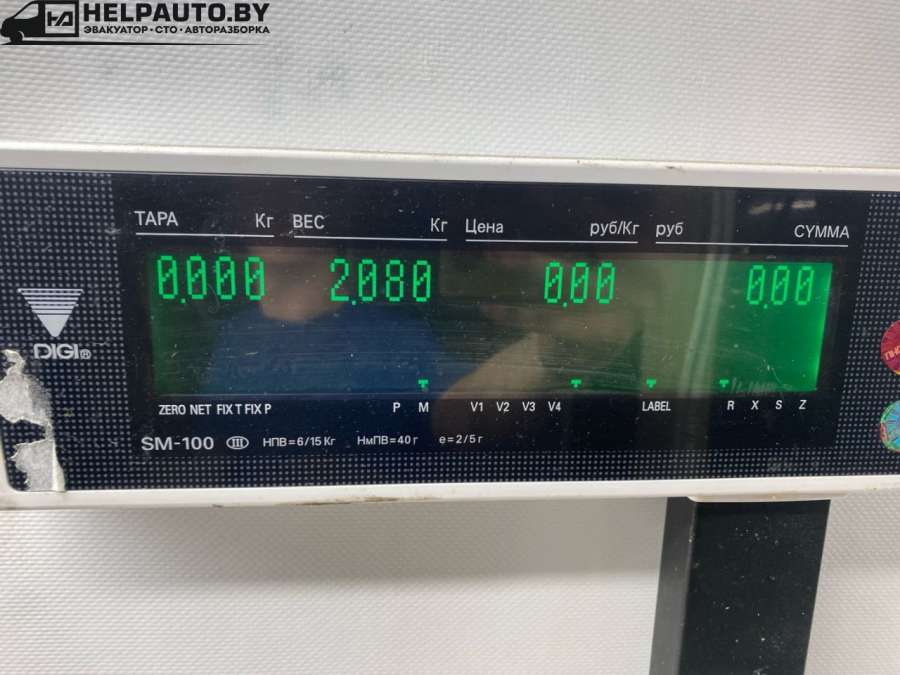 HELPAUTO.BY
ЭВАКУАТОР • СТО • АВТОРАЗБОРКА
ТАРА Кг ВЕС Кг Цена руб/Кг руб СУММА
0.000 2.080 0.00 0.00
DIGI®
ZERO NET FIX T FIX P P M V1 V2 V3 V4 LABEL R X S Z
SM-100 III НПВ=6/15 Кг НмПВ=40 г e=2/5 г